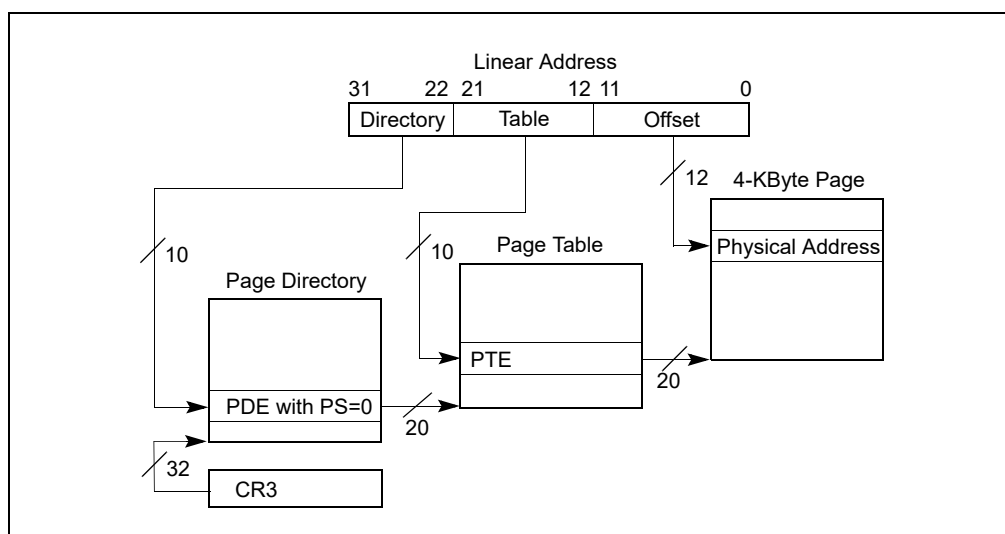 Linear Address
31 22 21 12 11 0
Directory Table Offset
12 4-KByte Page
10 10 Page Table Physical Address
Page Directory
PTE
20
PDE with PS=0
20
32
CR3